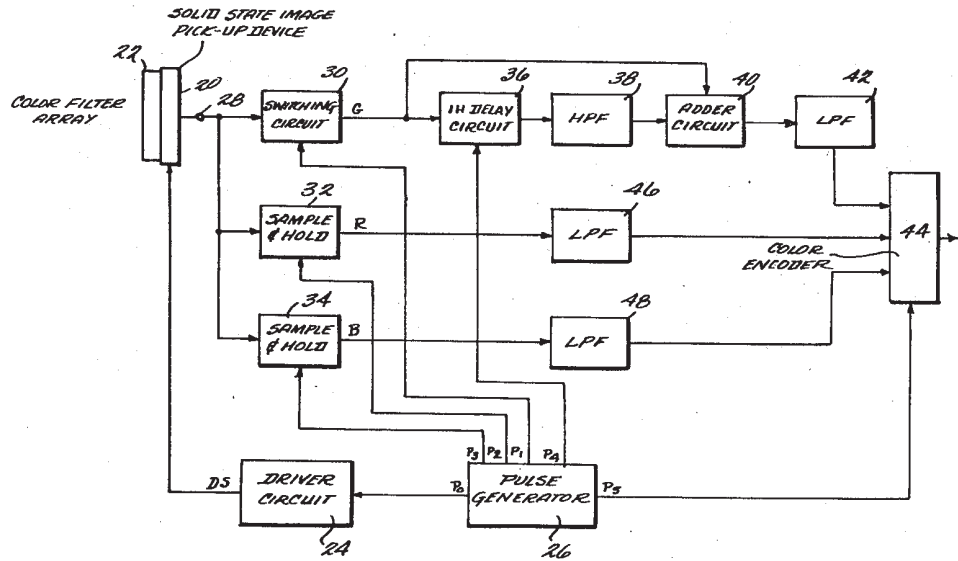 SOLID STATE IMAGE
PICK-UP DEVICE
22
20
28
COLOR FILTER
ARRAY
30
SWITCHING
CIRCUIT
G
36
1H DELAY
CIRCUIT
38
HPF
40
ADDER
CIRCUIT
42
LPF
32
SAMPLE
& HOLD
R
46
LPF
44
COLOR
ENCODER
34
SAMPLE
& HOLD
B
48
LPF
P3 P2 P1 P4
DS
DRIVER
CIRCUIT
24
P0
PULSE
GENERATOR
26
P5